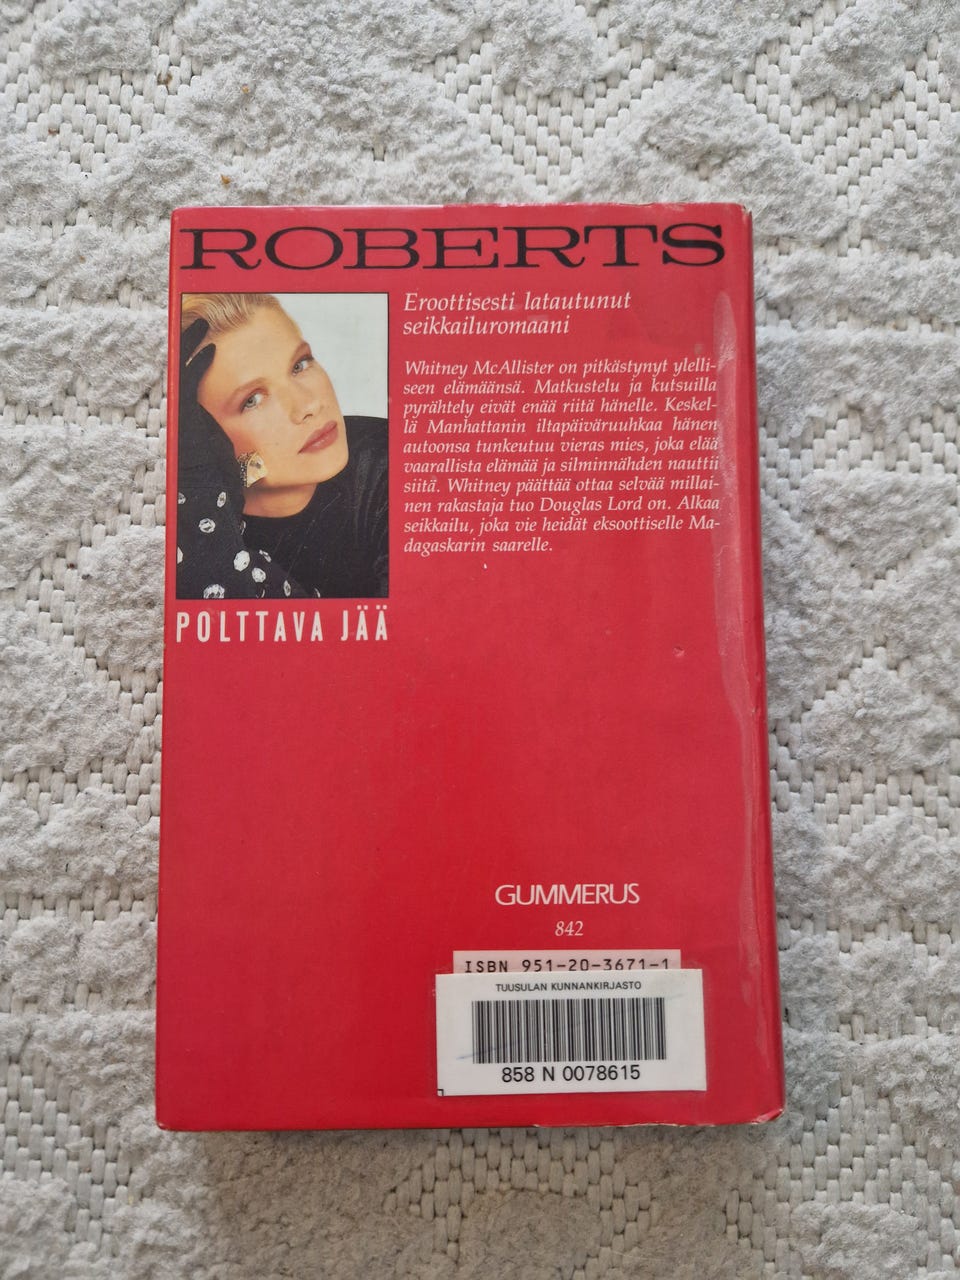 ROBERTS
Eroottisesti latautunut
seikkailuromaani
Whitney McAllister on pitkästynyt ylelli-
seen elämäänsä. Matkustelu ja kutsuilla
pyrähtely eivät enää riitä hänelle. Keskel-
lä Manhattanin iltapäiväruuhkaa hänen
autoonsa tunkeutuu vieras mies, joka elää
vaarallista elämää ja silminnähden nauttii
siitä. Whitney päättää ottaa selvää millai-
nen rakastaja tuo Douglas Lord on. Alkaa
seikkailu, joka vie heidät eksoottiselle Ma-
dagaskarin saarelle.
POLTTAVA JÄÄ
GUMMERUS
842
ISBN 951-20-3671-1
TUUSULAN KUNNANKIRJASTO
858 N 0078615